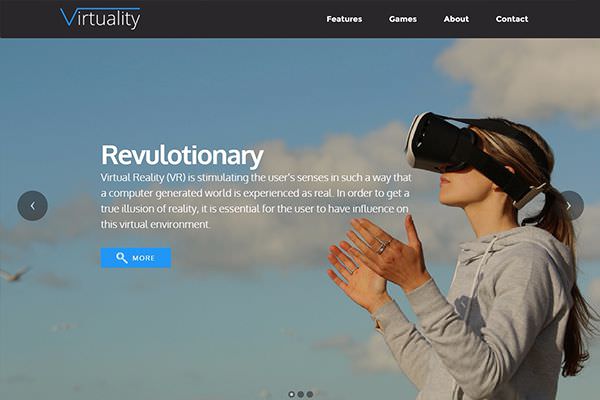 Virtuality
Features Games About Contact
Revulotionary
Virtual Reality (VR) is stimulating the user's senses in such a way that
a computer generated world is experienced as real. In order to get a
true illusion of reality, it is essential for the user to have influence on
this virtual environment.
MORE